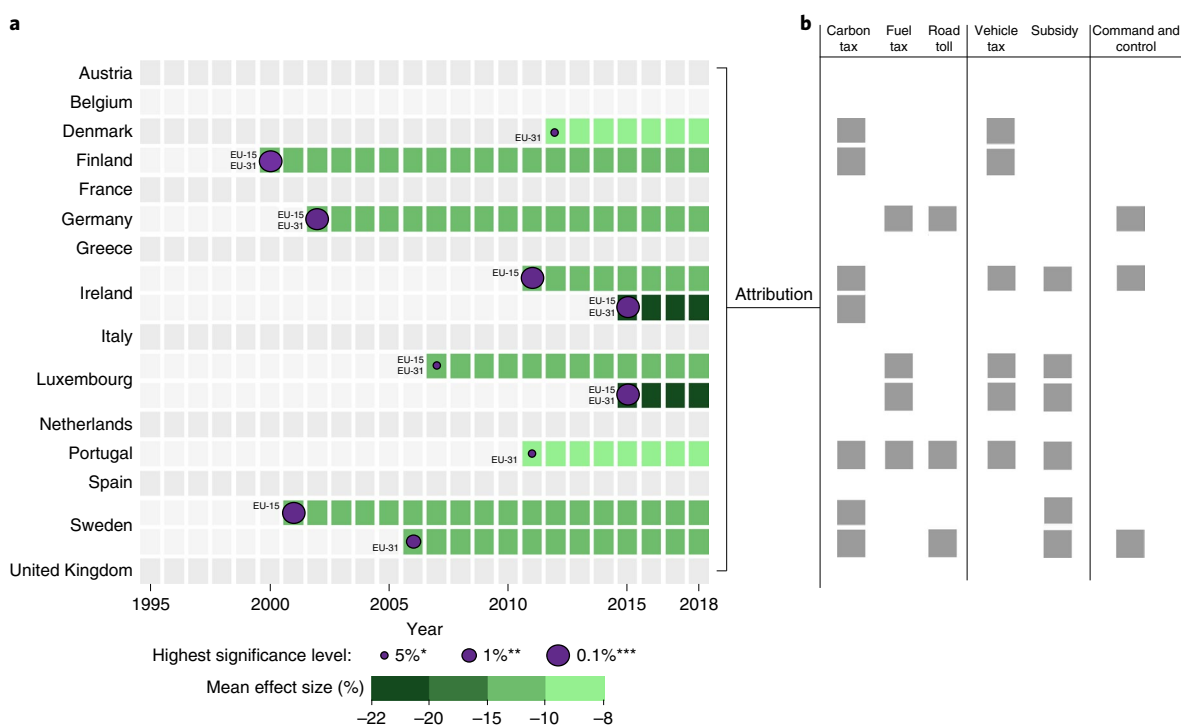 a
b
Carbon
tax
Fuel
tax
Road
toll
Vehicle
tax
Subsidy
Command and
control
Austria
Belgium
Denmark
EU-31
Finland
EU-15
EU-31
France
Germany
EU-15
EU-31
Greece
Ireland
EU-15
EU-15
EU-31
Attribution
Italy
Luxembourg
EU-15
EU-31
EU-15
EU-31
Netherlands
Portugal
EU-31
Spain
Sweden
EU-15
EU-31
United Kingdom
1995 2000 2005 2010 2015 2018
Year
Highest significance level: 5%* 1%** 0.1%***
Mean effect size (%)
–22 –20 –15 –10 –8